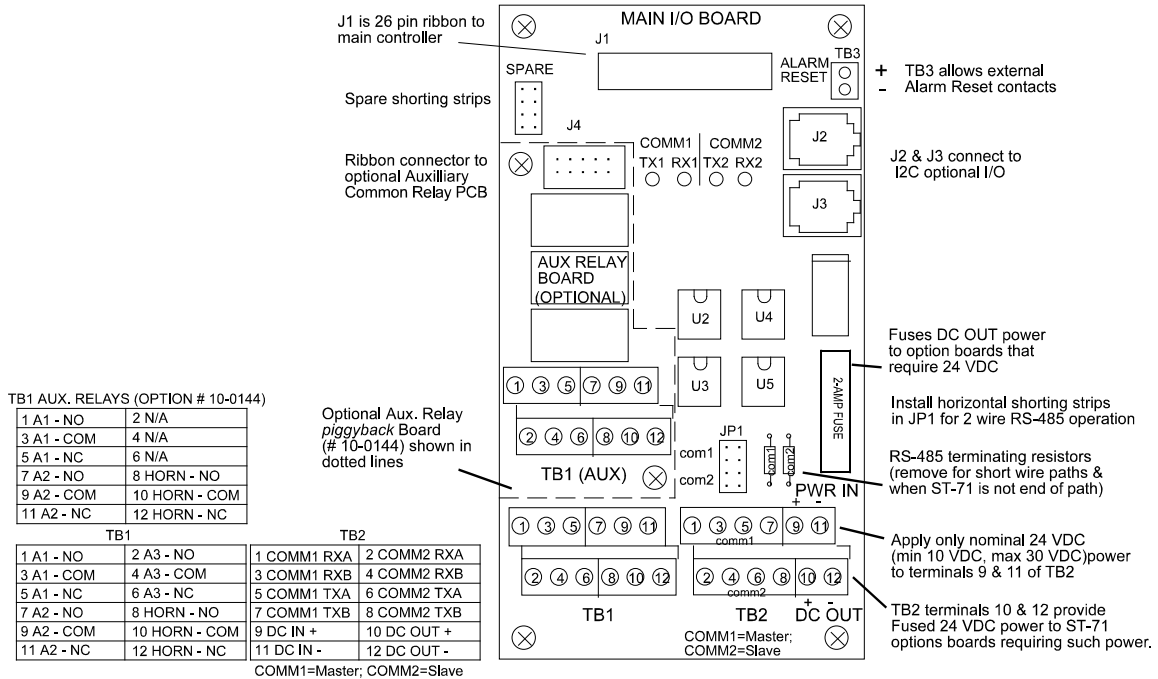 MAIN I/O BOARD
J1 is 26 pin ribbon to
main controller
J1
SPARE
Spare shorting strips
ALARM
RESET
TB3
+ TB3 allows external
- Alarm Reset contacts
J4
Ribbon connector to
optional Auxilliary
Common Relay PCB
COMM1 COMM2
TX1 RX1 TX2 RX2
J2
J3
J2 & J3 connect to
I2C optional I/O
AUX RELAY
BOARD
(OPTIONAL)
U2 U4
U3 U5
2-AMP FUSE
Fuses DC OUT power
to option boards that
require 24 VDC
Install horizontal shorting strips
in JP1 for 2 wire RS-485 operation
RS-485 terminating resistors
(remove for short wire paths &
when ST-71 is not end of path)
1 3 5 7 9 11
2 4 6 8 10 12
TB1 (AUX)
Optional Aux. Relay
piggyback Board
(# 10-0144) shown in
dotted lines
JP1
com1
com2
com1 com2
PWR IN
+ -
1 3 5 7 9 11
2 4 6 8 10 12
TB1
1 3 5 7 9 11
comm1
2 4 6 8 10 12
comm2
+ -
TB2 DC OUT
COMM1=Master;
COMM2=Slave
Apply only nominal 24 VDC
(min 10 VDC, max 30 VDC)power
to terminals 9 & 11 of TB2
TB2 terminals 10 & 12 provide
Fused 24 VDC power to ST-71
options boards requiring such power.
TB1 AUX. RELAYS (OPTION # 10-0144)
1 A1 - NO 2 N/A
3 A1 - COM 4 N/A
5 A1 - NC 6 N/A
7 A2 - NO 8 HORN - NO
9 A2 - COM 10 HORN - COM
11 A2 - NC 12 HORN - NC
TB1 TB2
1 A1 - NO 2 A3 - NO 1 COMM1 RXA 2 COMM2 RXA
3 A1 - COM 4 A3 - COM 3 COMM1 RXB 4 COMM2 RXB
5 A1 - NC 6 A3 - NC 5 COMM1 TXA 6 COMM2 TXA
7 A2 - NO 8 HORN - NO 7 COMM1 TXB 8 COMM2 TXB
9 A2 - COM 10 HORN - COM 9 DC IN + 10 DC OUT +
11 A2 - NC 12 HORN - NC 11 DC IN - 12 DC OUT -
COMM1=Master; COMM2=Slave